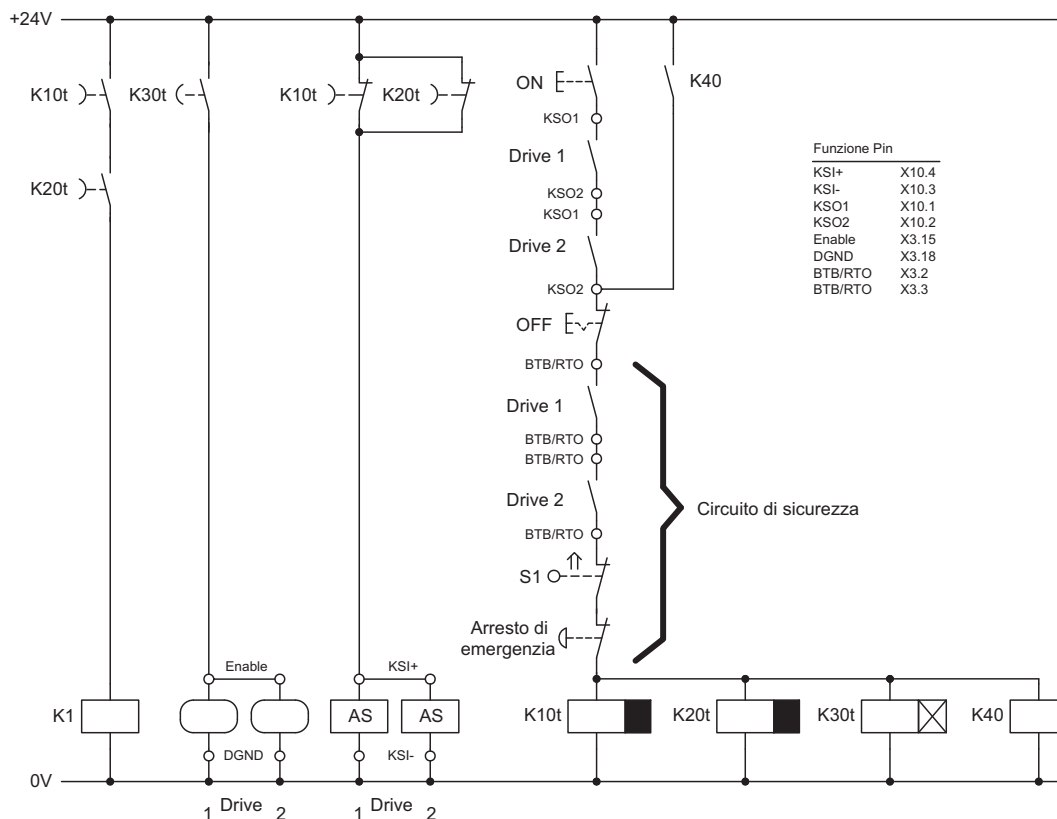 +24V
K10t
K30t
K10t
K20t
ON
K40
KSO1
Drive 1
KSO2
KSO1
Drive 2
KSO2
K20t
OFF
BTB/RTO
Drive 1
BTB/RTO
BTB/RTO
Drive 2
BTB/RTO
S1
Arresto di
emergenzia
Circuito di sicurezza
Funzione Pin
KSI+ X10.4
KSI- X10.3
KSO1 X10.1
KSO2 X10.2
Enable X3.15
DGND X3.18
BTB/RTO X3.2
BTB/RTO X3.3
Enable
KSI+
K1
AS
AS
K10t
K20t
K30t
K40
DGND
KSI-
0V
1 Drive 2
1 Drive 2